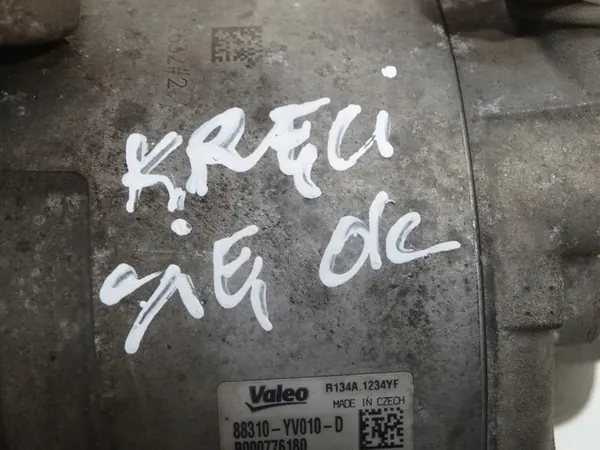 KRĘCI
SIĘ OK
Valeo
R134A.1234YF
MADE IN CZECH
88310-YV010-D